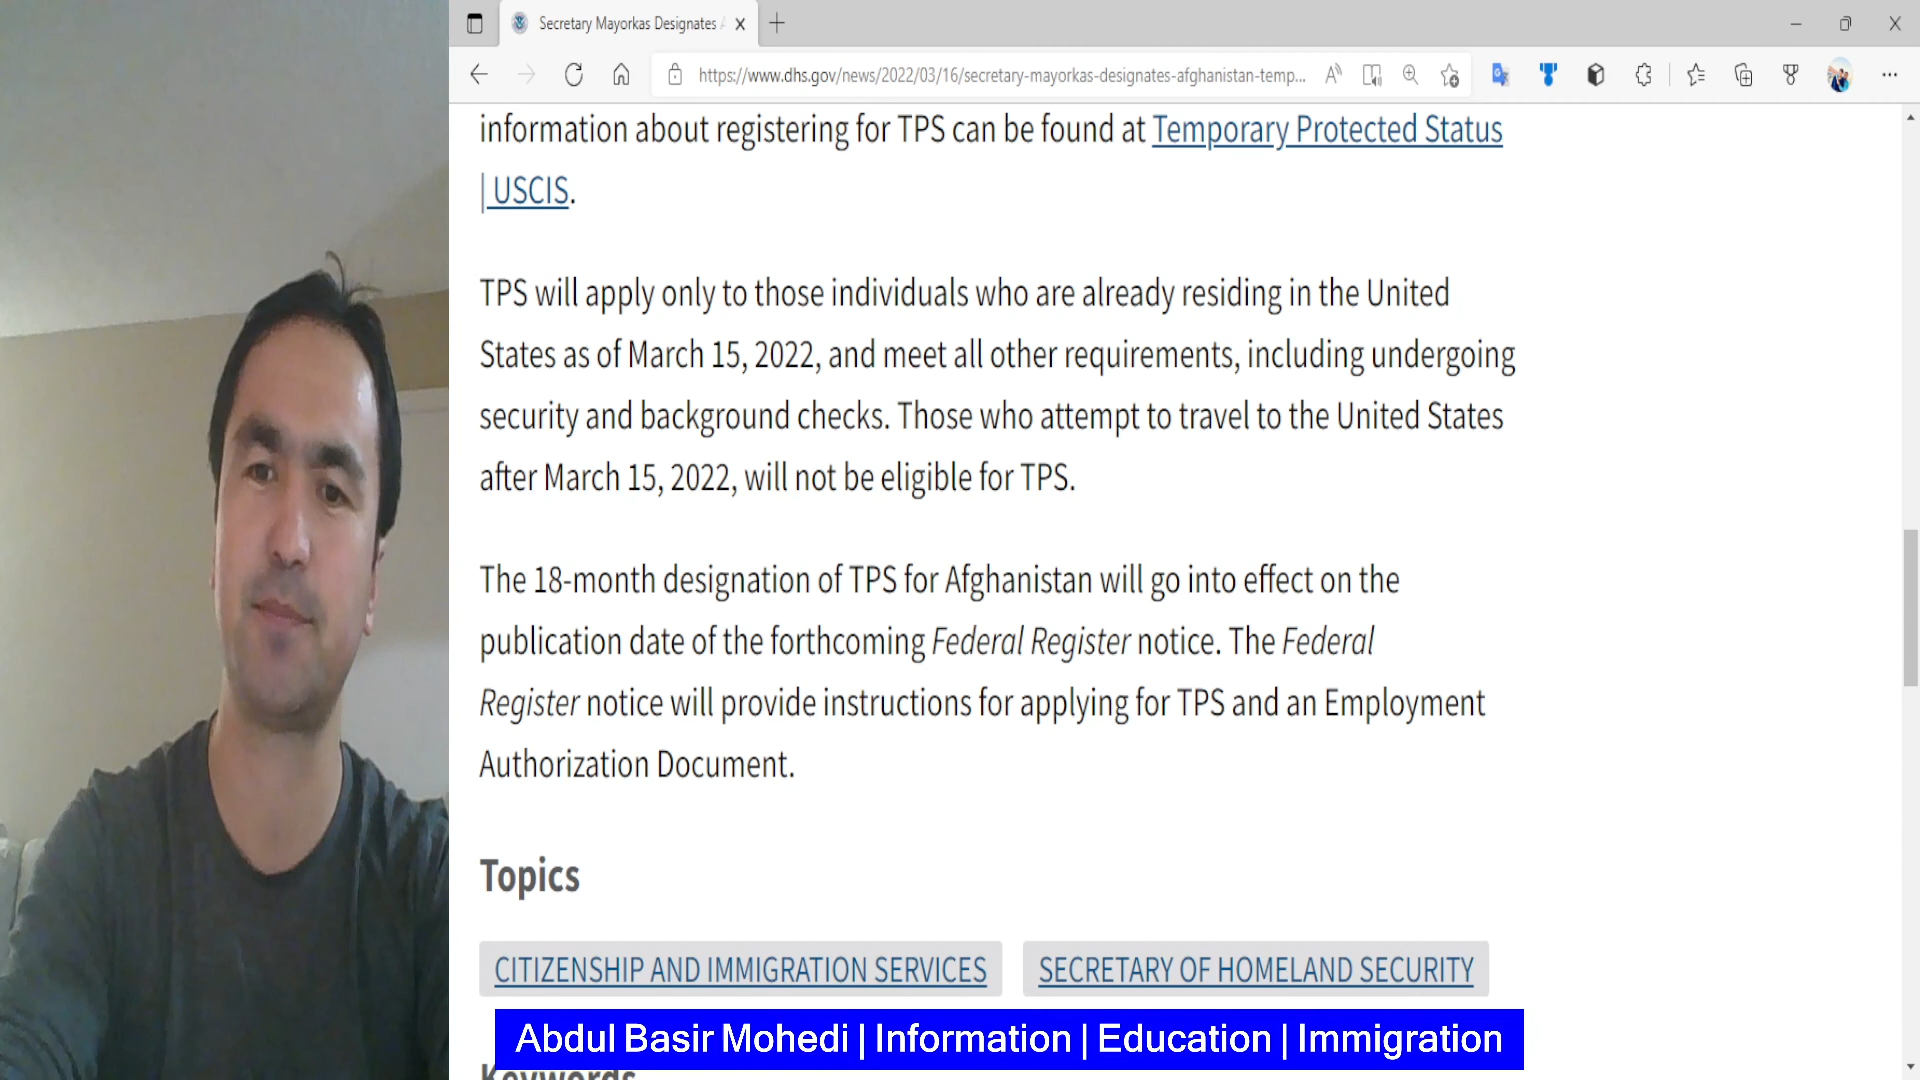 Secretary Mayorkas Designates
https://www.dhs.gov/news/2022/03/16/secretary-mayorkas-designates-afghanistan-temp...
information about registering for TPS can be found at Temporary Protected Status
| USCIS.
TPS will apply only to those individuals who are already residing in the United
States as of March 15, 2022, and meet all other requirements, including undergoing
security and background checks. Those who attempt to travel to the United States
after March 15, 2022, will not be eligible for TPS.
The 18-month designation of TPS for Afghanistan will go into effect on the
publication date of the forthcoming Federal Register notice. The Federal
Register notice will provide instructions for applying for TPS and an Employment
Authorization Document.
Topics
CITIZENSHIP AND IMMIGRATION SERVICES SECRETARY OF HOMELAND SECURITY
Abdul Basir Mohedi | Information | Education | Immigration
Keywords